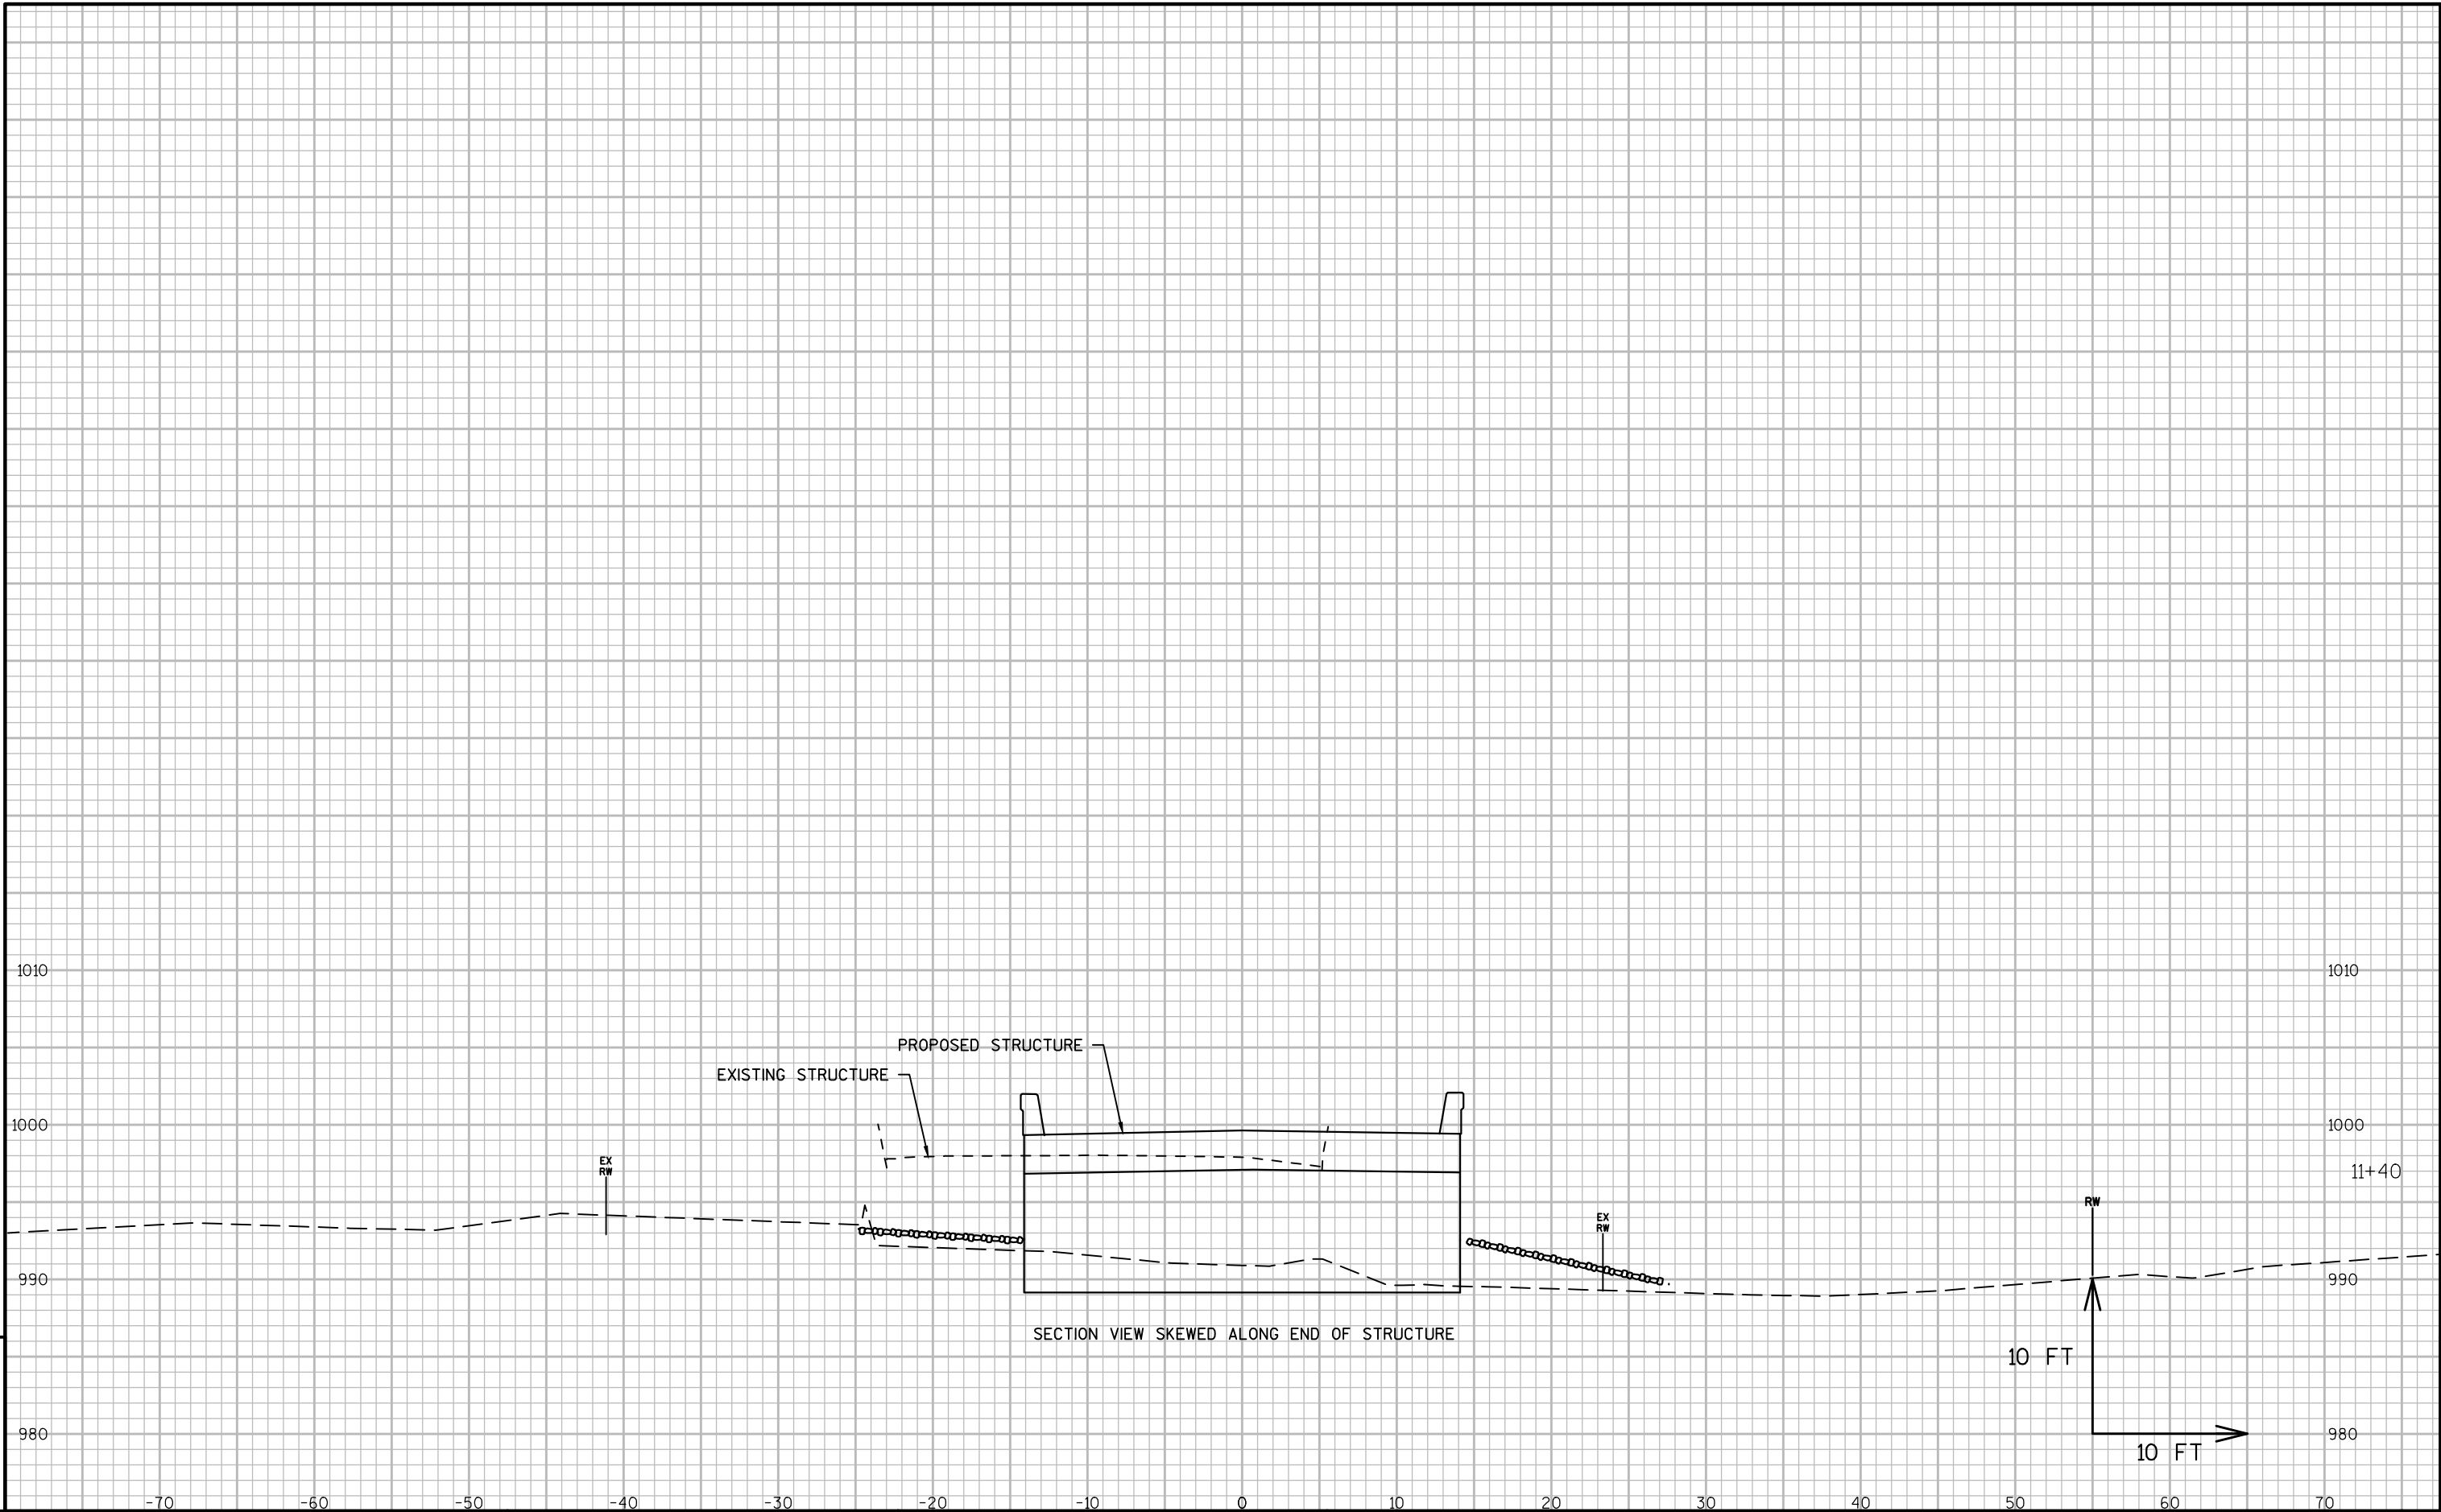 1010 1010
PROPOSED STRUCTURE
EXISTING STRUCTURE
1000 1000
EX
RW
11+40
RW
EX
RW
990 990
SECTION VIEW SKEWED ALONG END OF STRUCTURE
10 FT
980 980
10 FT
-70 -60 -50 -40 -30 -20 -10 0 10 20 30 40 50 60 70